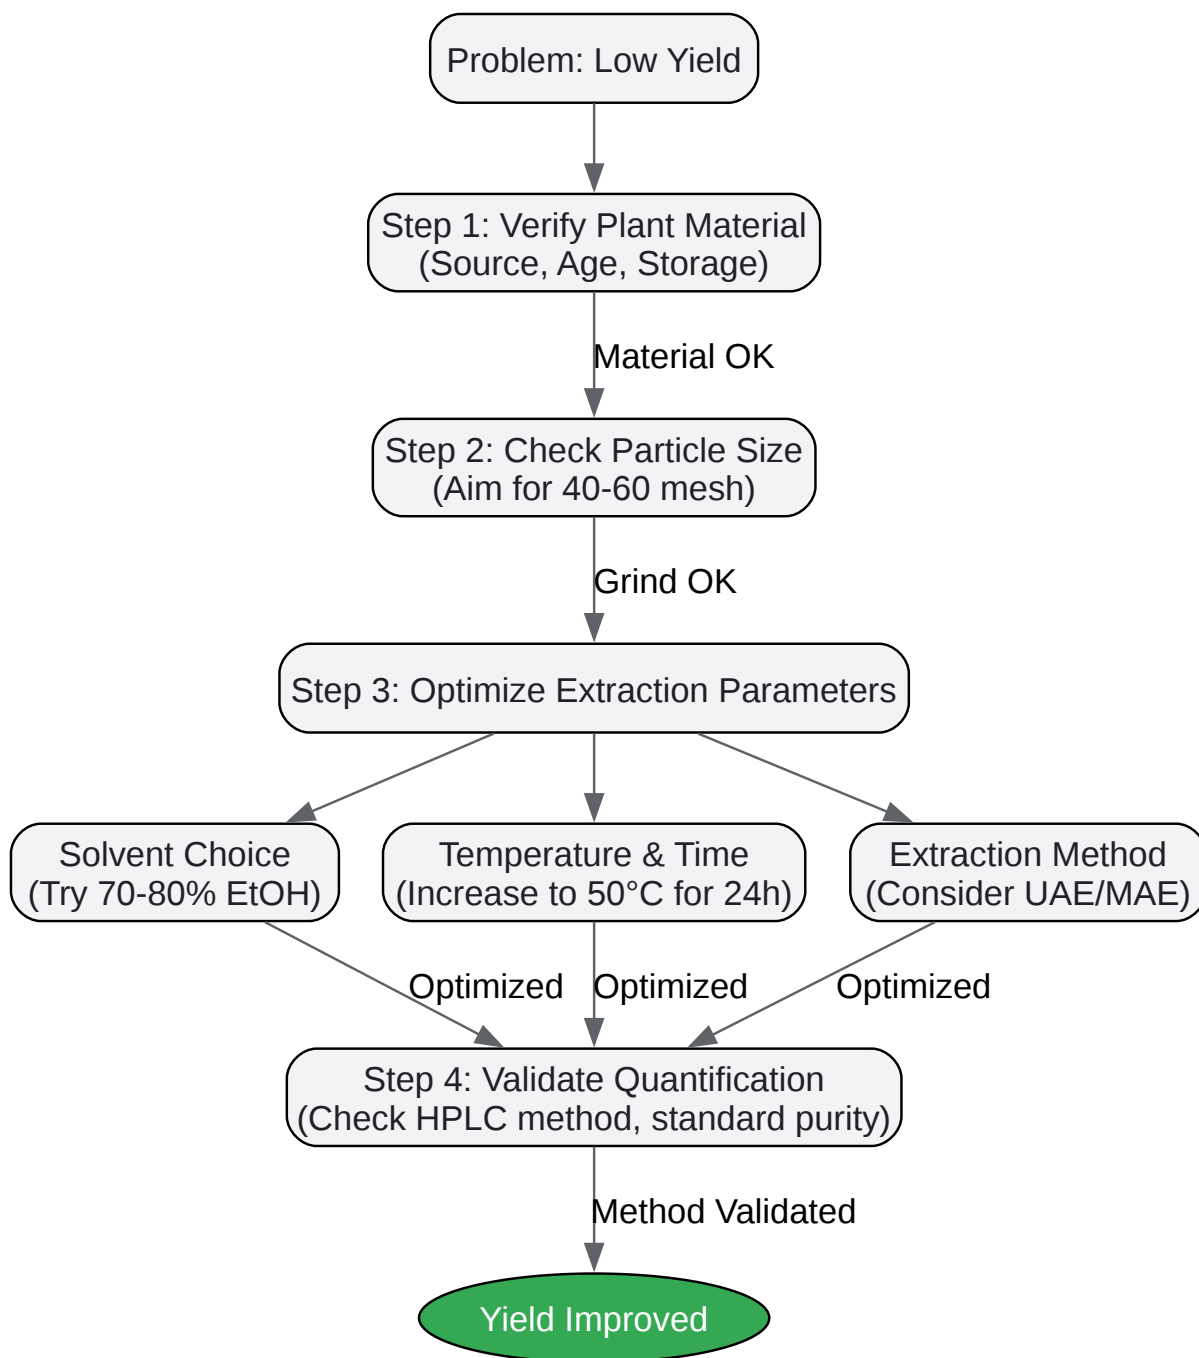 Problem: Low Yield
Step 1: Verify Plant Material
(Source, Age, Storage)
Material OK
Step 2: Check Particle Size
(Aim for 40-60 mesh)
Grind OK
Step 3: Optimize Extraction Parameters
Solvent Choice
(Try 70-80% EtOH)
Temperature & Time
(Increase to 50°C for 24h)
Extraction Method
(Consider UAE/MAE)
Optimized
Optimized
Optimized
Step 4: Validate Quantification
(Check HPLC method, standard purity)
Method Validated
Yield Improved